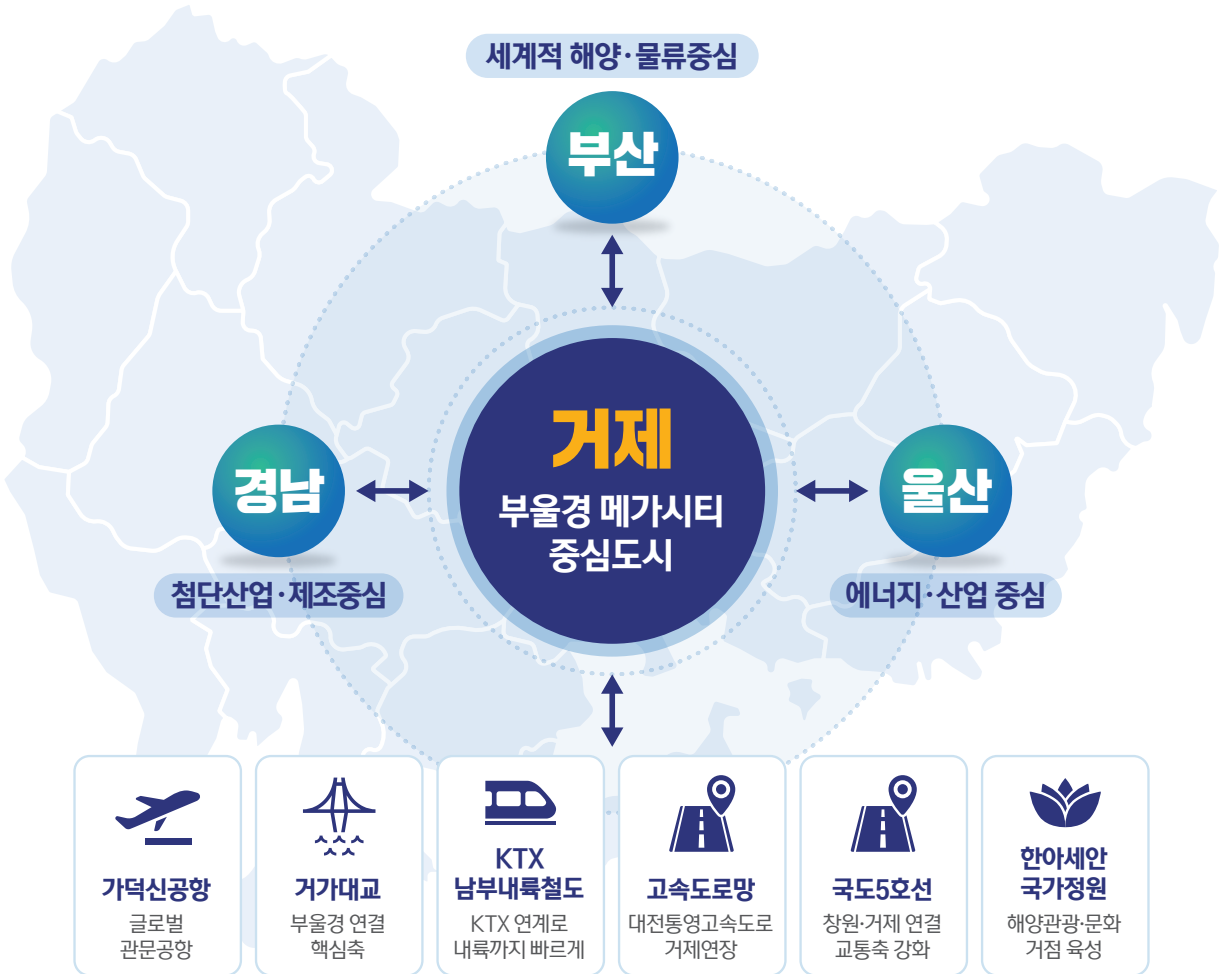 세계적 해양·물류중심
부산
경남
첨단산업·제조중심
거제
부울경 메가시티
중심도시
울산
에너지·산업 중심
가덕신공항
글로벌
관문공항
거가대교
부울경 연결
핵심축
KTX
남부내륙철도
KTX 연계로
내륙까지 빠르게
고속도로망
대전통영고속도로
거제연장
국도5호선
창원·거제 연결
교통축 강화
한아세안
국가정원
해양관광·문화
거점 육성